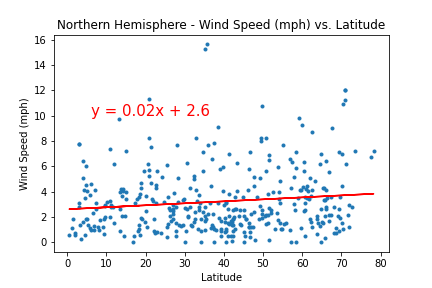 Northern Hemisphere - Wind Speed (mph) vs. Latitude
16
14
12
10
8
6
4
2
0
Wind Speed (mph)
y = 0.02x + 2.6
0 10 20 30 40 50 60 70 80
Latitude